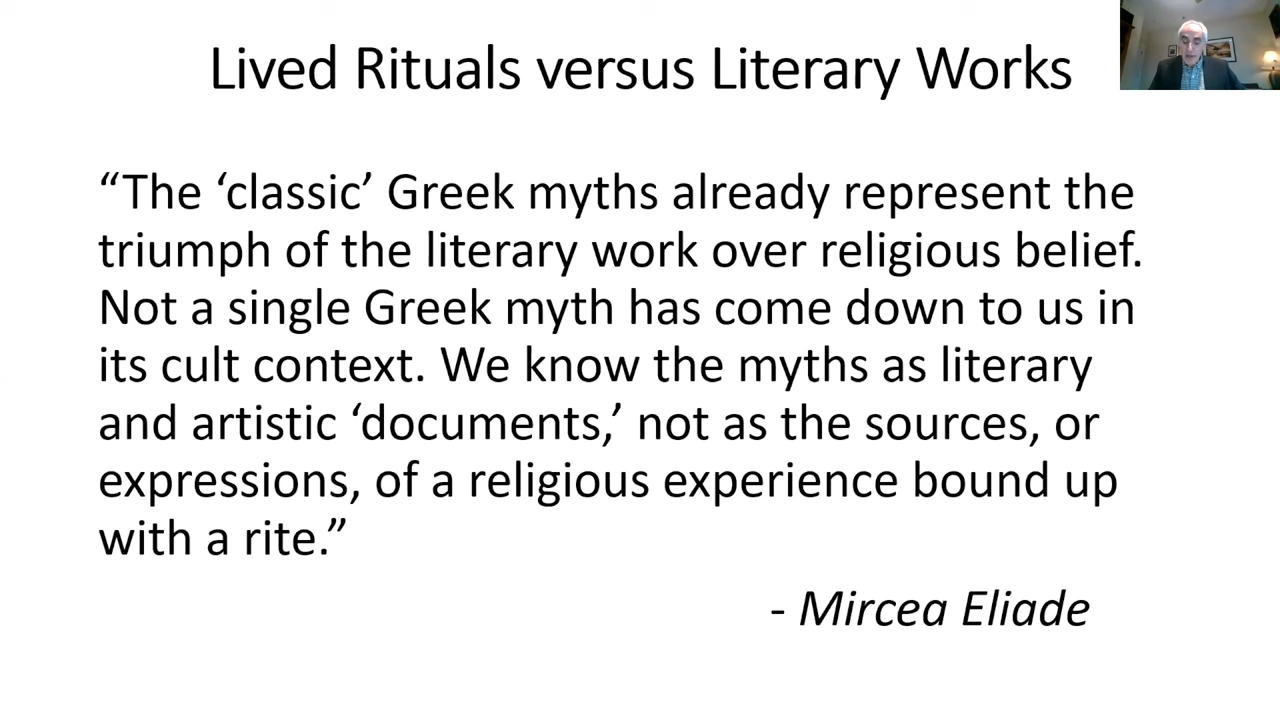 Lived Rituals versus Literary Works
“The ‘classic’ Greek myths already represent the
triumph of the literary work over religious belief.
Not a single Greek myth has come down to us in
its cult context. We know the myths as literary
and artistic ‘documents,’ not as the sources, or
expressions, of a religious experience bound up
with a rite.”
- Mircea Eliade